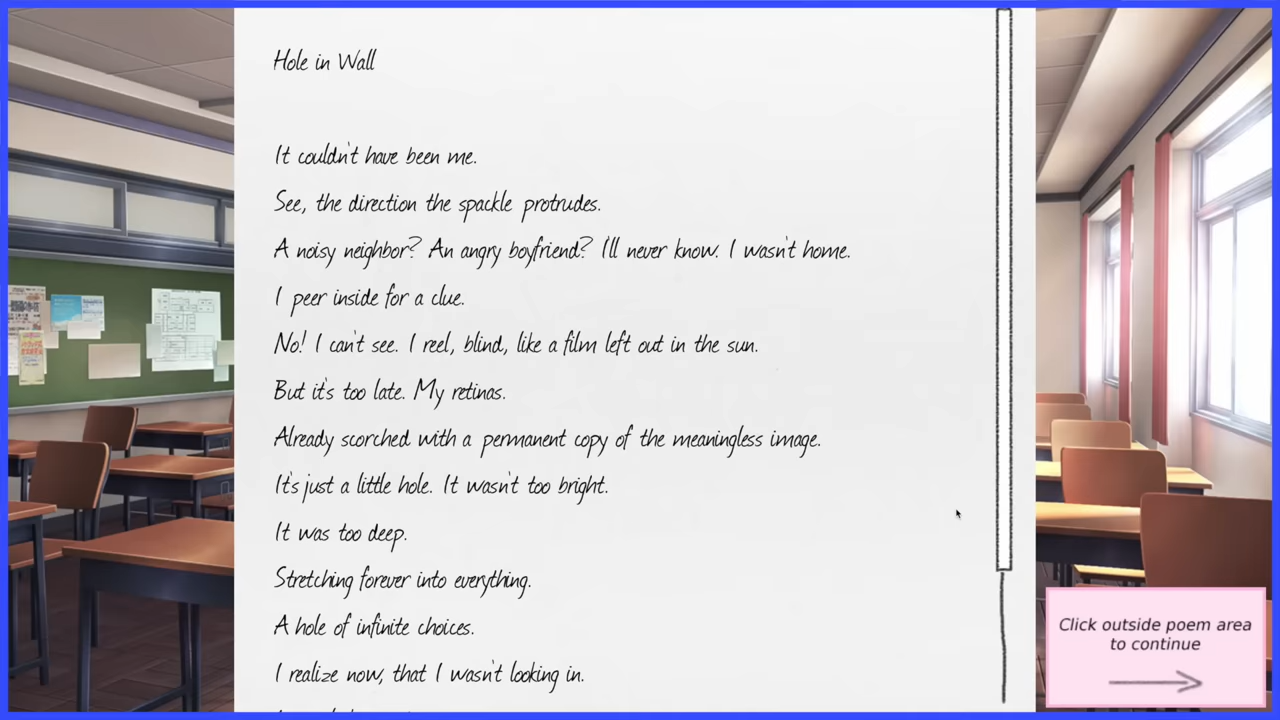 Hole in Wall
It couldn't have been me.
See, the direction the spackle protrudes.
A noisy neighbor? An angry boyfriend? I'll never know. I wasn't home.
I peer inside for a clue.
No! I can't see. I reel, blind, like a film left out in the sun.
But it's too late. My retinas.
Already scorched with a permanent copy of the meaningless image.
It's just a little hole. It wasn't too bright.
It was too deep.
Stretching forever into everything.
A hole of infinite choices.
I realize now, that I wasn't looking in.
Click outside poem area
to continue